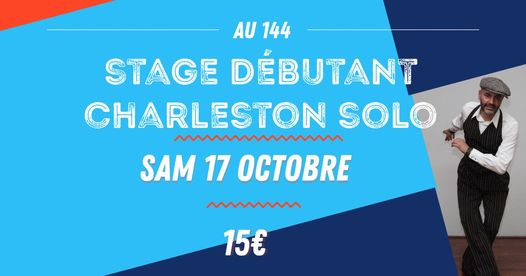 AU 144
STAGE DÉBUTANT
CHARLESTON SOLO
SAM 17 OCTOBRE
15€